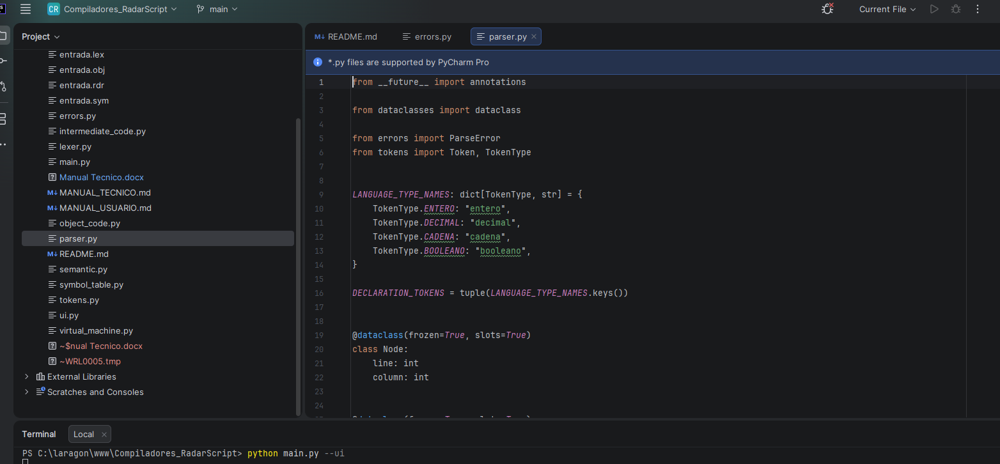 CR Compiladores_RadarScript
main
Current File
Project
entrada.lex
entrada.obj
entrada.rdr
entrada.sym
errors.py
intermediate_code.py
lexer.py
main.py
Manual Tecnico.docx
M↓ MANUAL_TECNICO.md
M↓ MANUAL_USUARIO.md
object_code.py
parser.py
M↓ README.md
semantic.py
symbol_table.py
tokens.py
ui.py
virtual_machine.py
~$nual Tecnico.docx
~WRL0005.tmp
External Libraries
Scratches and Consoles
M↓ README.md
errors.py
parser.py
*.py files are supported by PyCharm Pro
1 from __future__ import annotations
2
3 from dataclasses import dataclass
4
5 from errors import ParseError
6 from tokens import Token, TokenType
7
8
9 LANGUAGE_TYPE_NAMES: dict[TokenType, str] = {
10 TokenType.ENTERO: "entero",
11 TokenType.DECIMAL: "decimal",
12 TokenType.CADENA: "cadena",
13 TokenType.BOOLEANO: "booleano",
14 }
15
16 DECLARATION_TOKENS = tuple(LANGUAGE_TYPE_NAMES.keys())
17
18
19 @dataclass(frozen=True, slots=True)
20 class Node:
21 line: int
22 column: int
23
24
Terminal
Local
PS C:\laragon\www\Compiladores_RadarScript> python main.py --ui